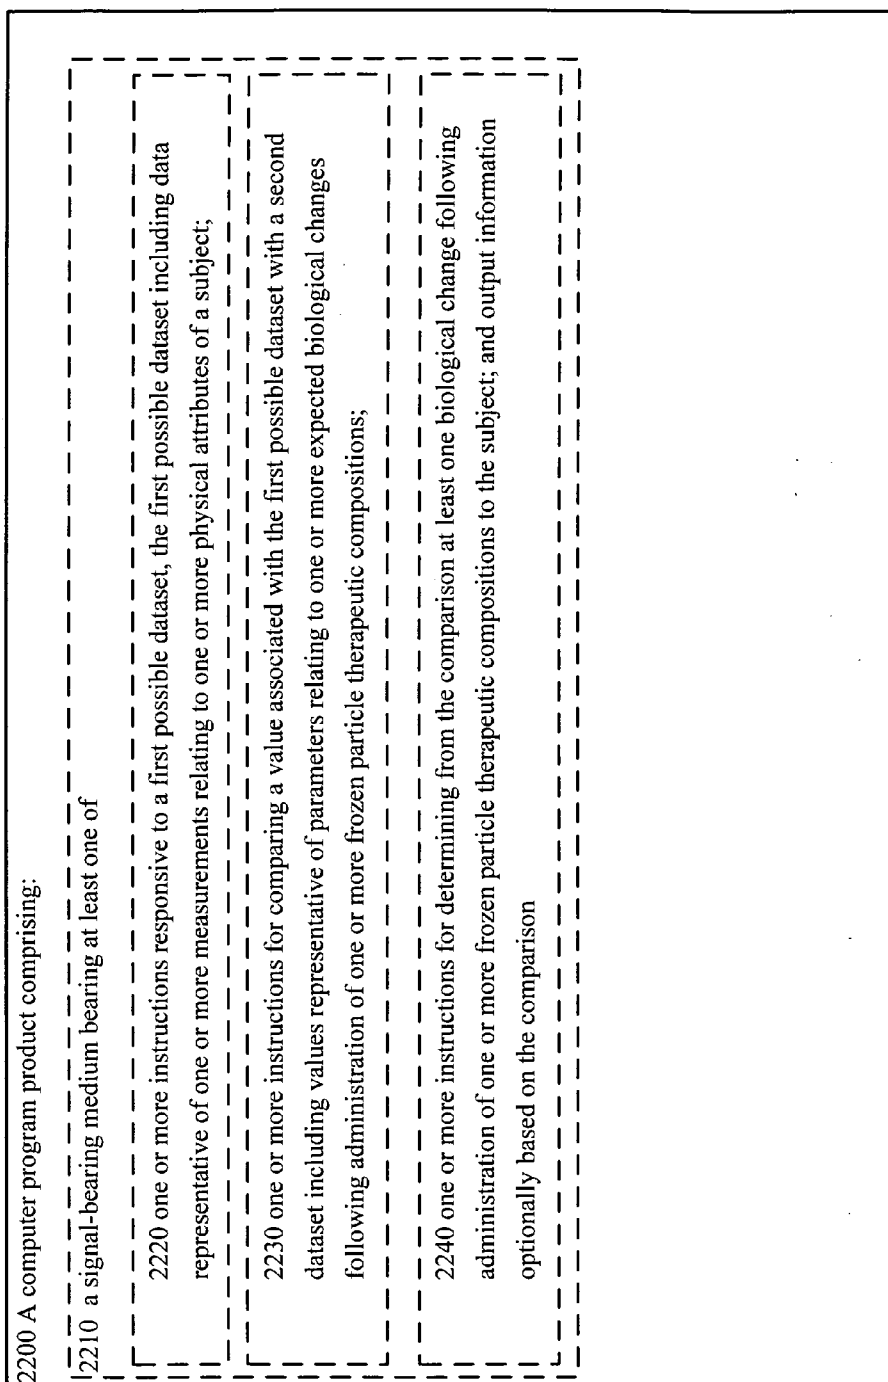 2200 A computer program product comprising:
2210 a signal-bearing medium bearing at least one of
2220 one or more instructions responsive to a first possible dataset, the first possible dataset including data
representative of one or more measurements relating to one or more physical attributes of a subject;
2230 one or more instructions for comparing a value associated with the first possible dataset with a second
dataset including values representative of parameters relating to one or more expected biological changes
following administration of one or more frozen particle therapeutic compositions;
2240 one or more instructions for determining from the comparison at least one biological change following
administration of one or more frozen particle therapeutic compositions to the subject; and output information
optionally based on the comparison